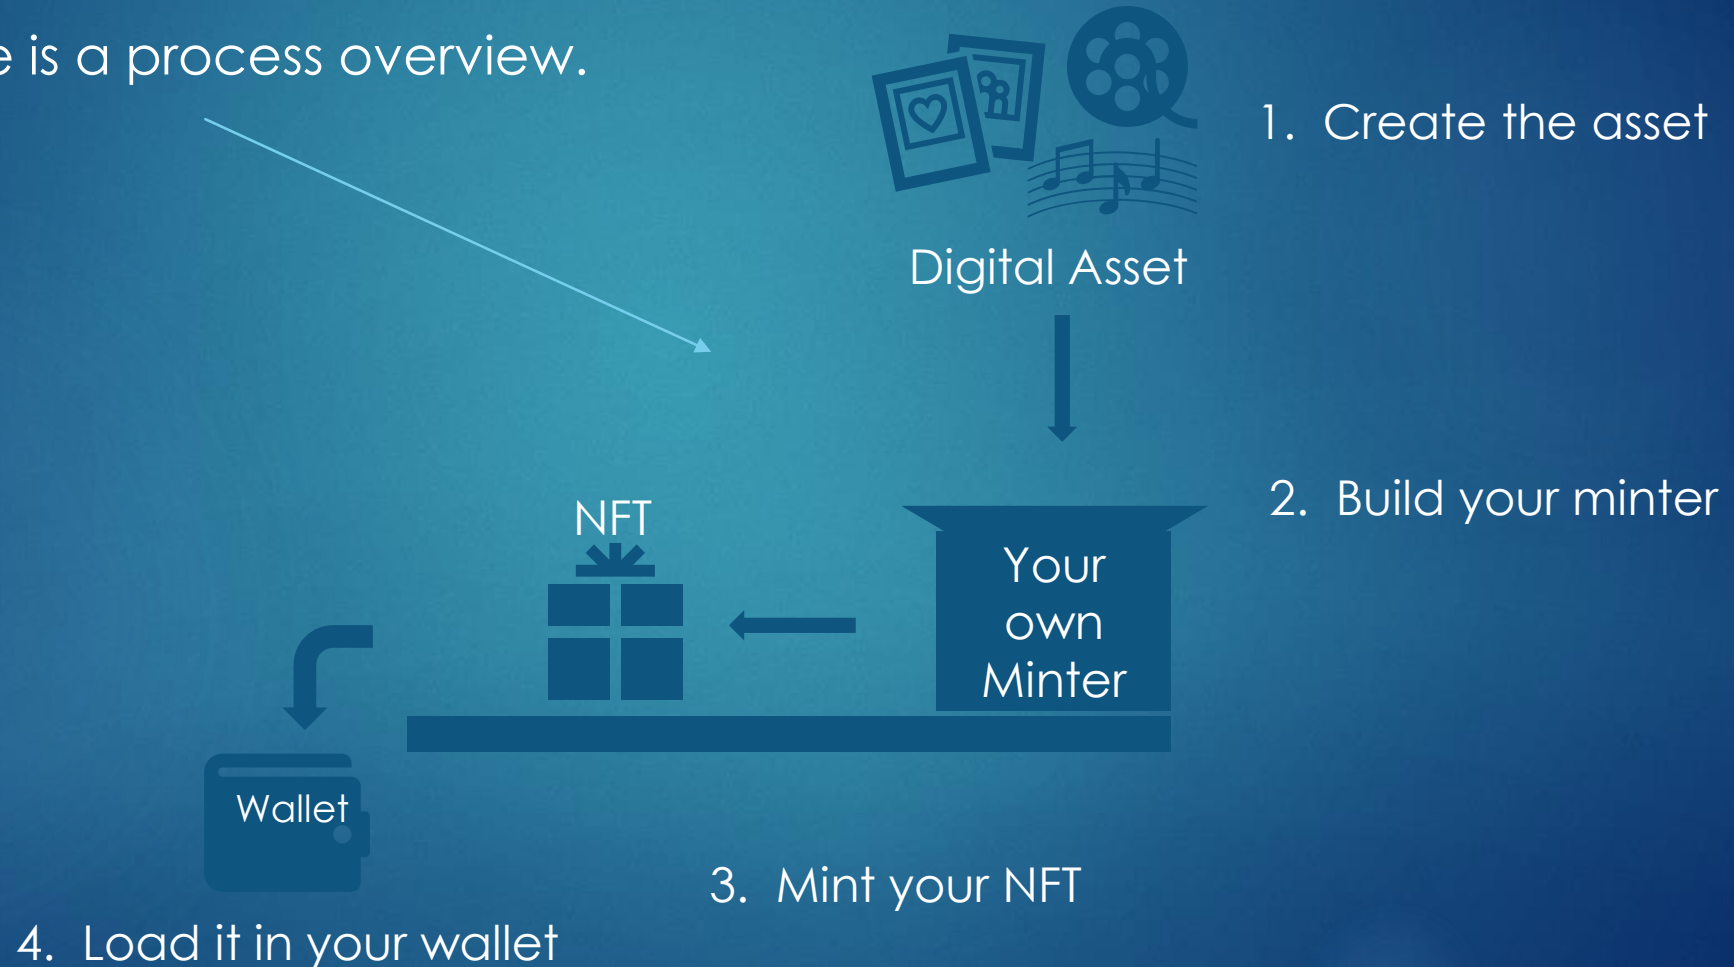 e is a process overview.
1. Create the asset
Digital Asset
2. Build your minter
NFT
Your
own
Minter
Wallet
3. Mint your NFT
4. Load it in your wallet